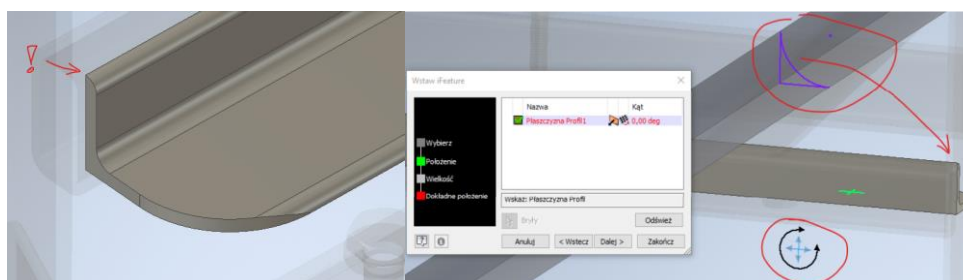 !
Wstaw iFeature
Nazwa Kąt
Płaszczyzna Profil1 0,00 deg
Wybierz
Położenie
Wielkość
Dokładne położenie
Wskaż: Płaszczyzna Profil
Bryły
Odśwież
Anuluj
< Wstecz
Dalej >
Zakończ